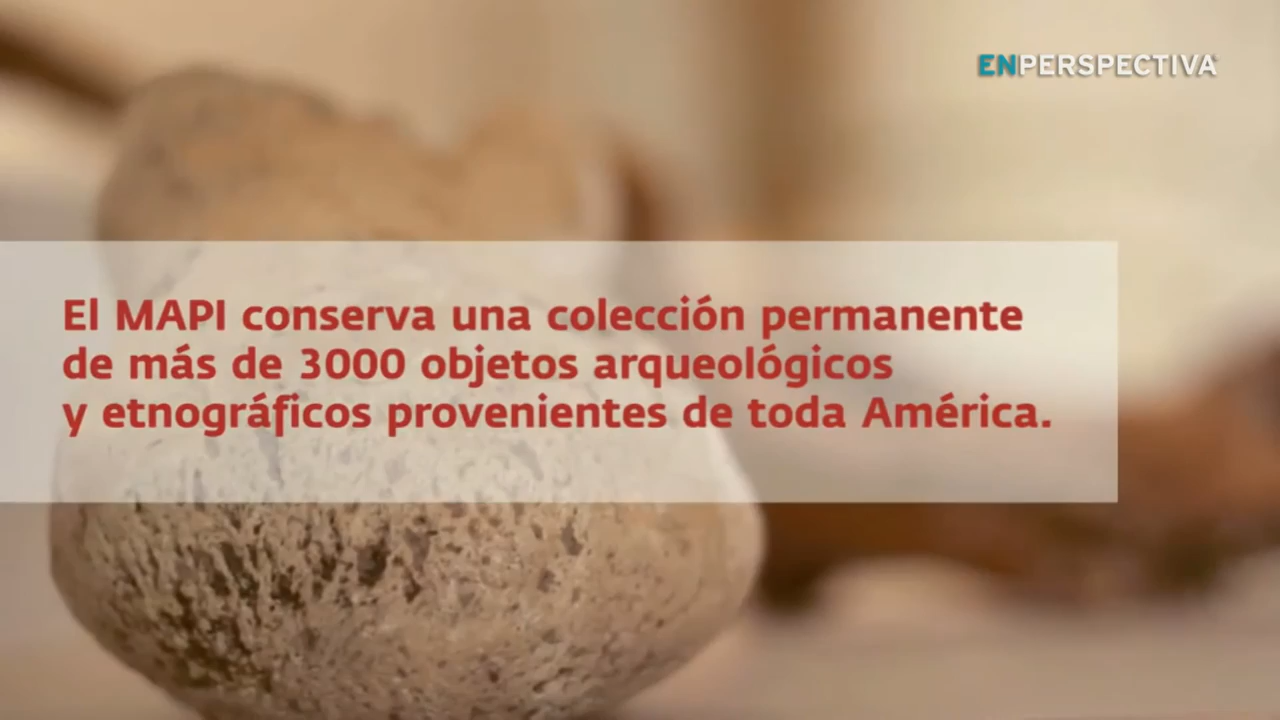 ENPERSPECTIVA
El MAPI conserva una colección permanente
de más de 3000 objetos arqueológicos
y etnográficos provenientes de toda América.